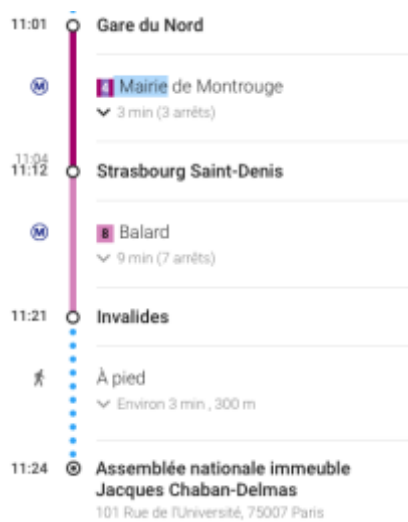 11:01 Gare du Nord
M 4 Mairie de Montrouge
3 min (3 arrêts)
11:04
11:12 Strasbourg Saint-Denis
M 8 Balard
9 min (7 arrêts)
11:21 Invalides
À pied
Environ 3 min , 300 m
11:24 Assemblée nationale immeuble
Jacques Chaban-Delmas
101 Rue de l'Université, 75007 Paris